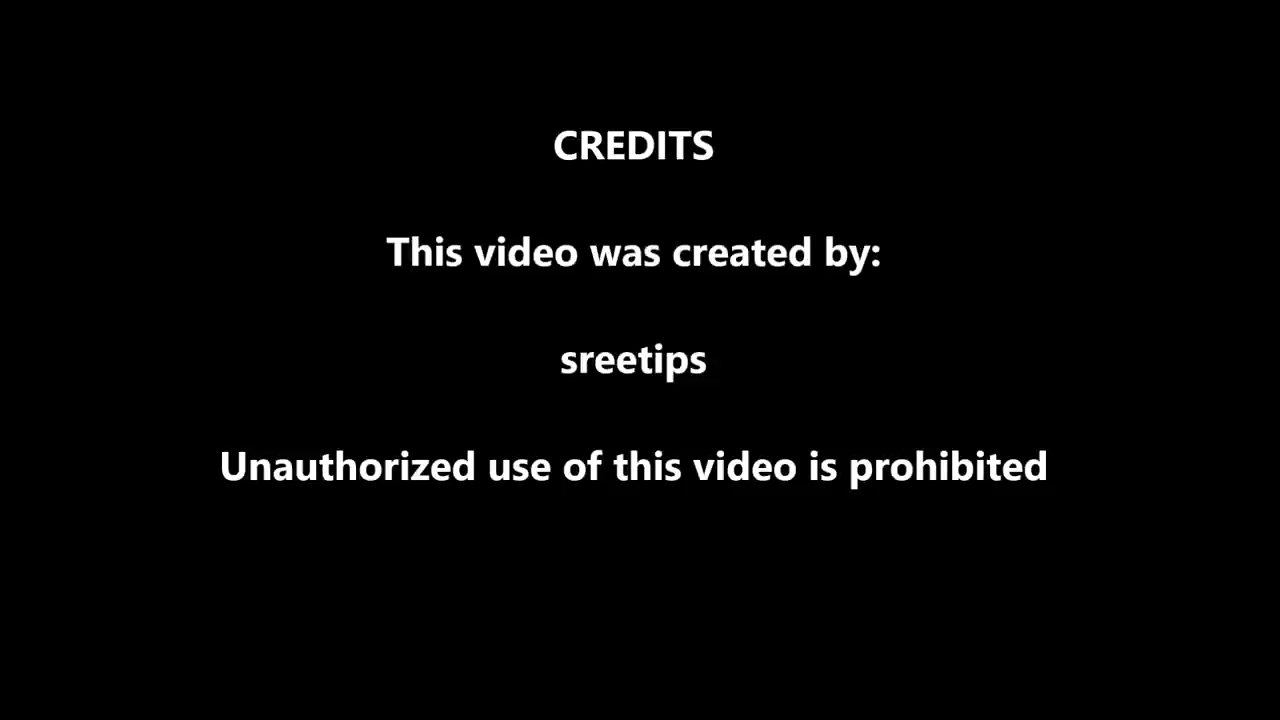 CREDITS
This video was created by:
sreetips
Unauthorized use of this video is prohibited